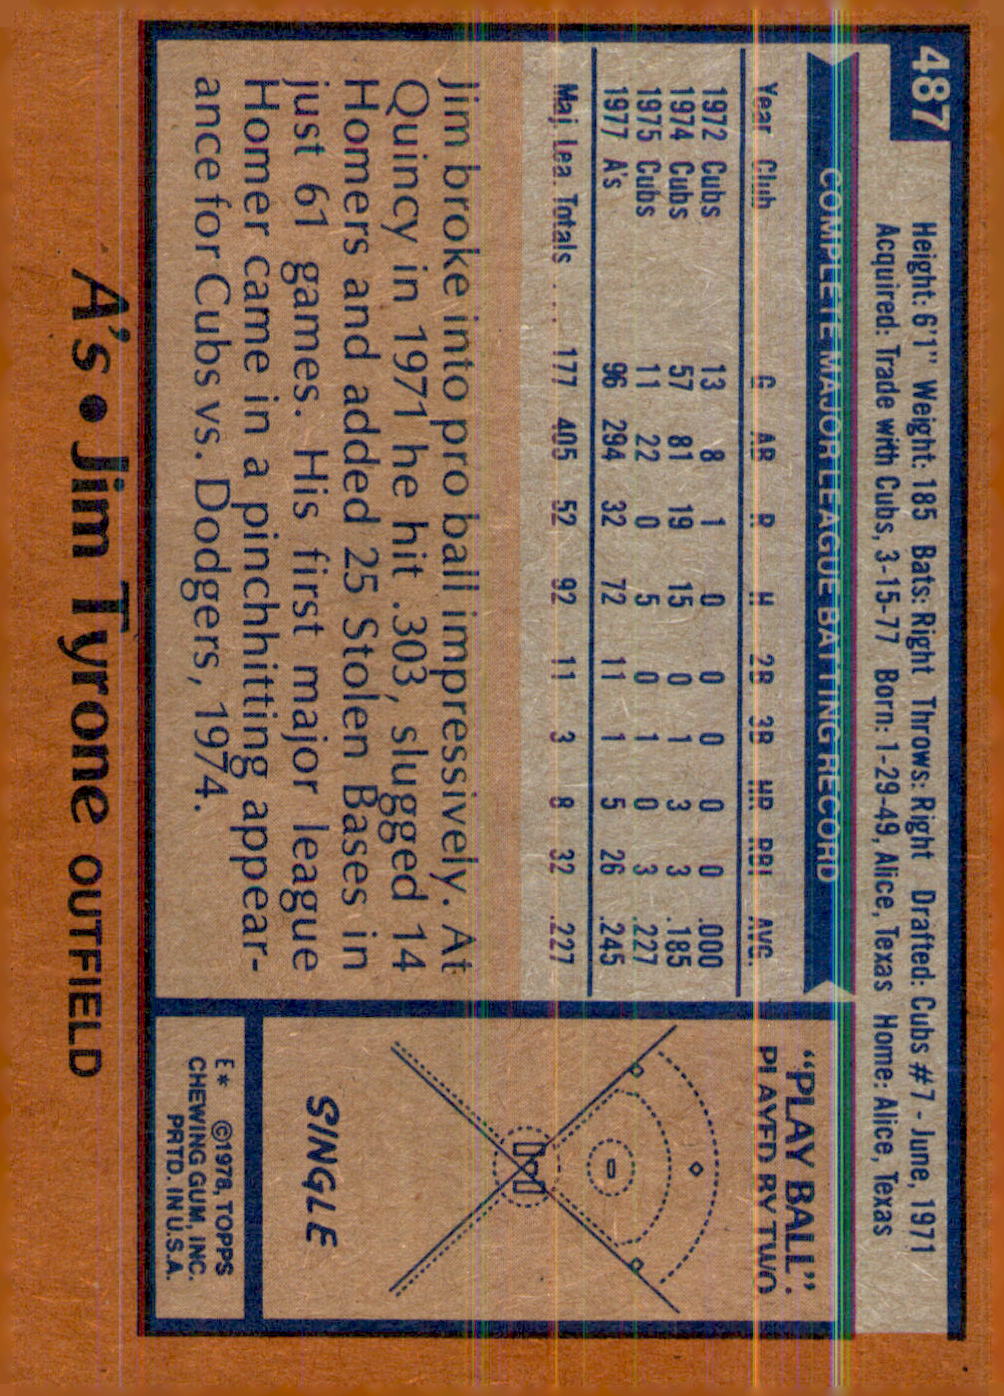 487
Height: 6'1" Weight: 185 Bats: Right Throws: Right Drafted: Cubs #7 - June, 1971
Acquired: Trade with Cubs, 3-15-77 Born: 1-29-49, Alice, Texas Home: Alice, Texas
COMPLETE MAJOR LEAGUE BATTING RECORD
Year Club G AB R H 2B 3B HR RBI AVG.
1972 Cubs 13 8 1 0 0 0 0 0 .000
1974 Cubs 57 81 19 15 0 1 3 3 .185
1975 Cubs 11 22 0 5 0 1 0 3 .227
1977 A's 96 294 32 72 11 1 5 26 .245
Maj. Lea. Totals .... 177 405 52 92 11 3 8 32 .227
Jim broke into pro ball impressively. At
Quincy in 1971 he hit .303, slugged 14
Homers and added 25 Stolen Bases in
just 61 games. His first major league
Homer came in a pinchhitting appear-
ance for Cubs vs. Dodgers, 1974.
"PLAY BALL":
PLAYED BY TWO
SINGLE
E* ©1978, TOPPS
CHEWING GUM, INC.
PRTD. IN U.S.A.
A's • Jim Tyrone OUTFIELD